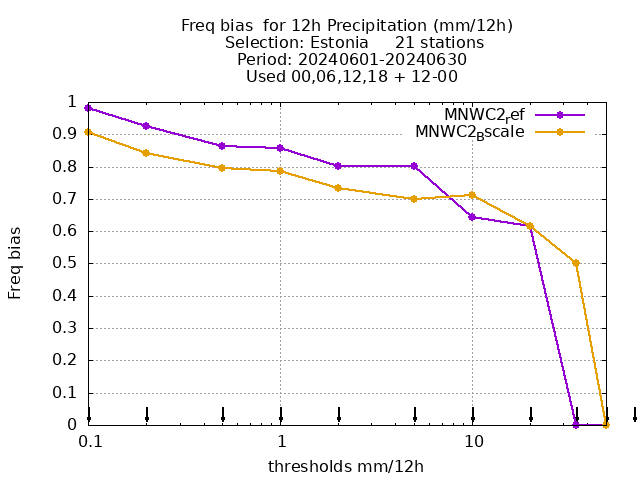 Freq bias  for 12h Precipitation (mm/12h)
Selection: Estonia     21 stations
Period: 20240601-20240630
Used 00,06,12,18 + 12-00
MNWC2ref
MNWC2Bscale
1
0.9
0.8
0.7
0.6
0.5
0.4
0.3
0.2
0.1
0
Freq bias
0.1 1 10
thresholds mm/12h